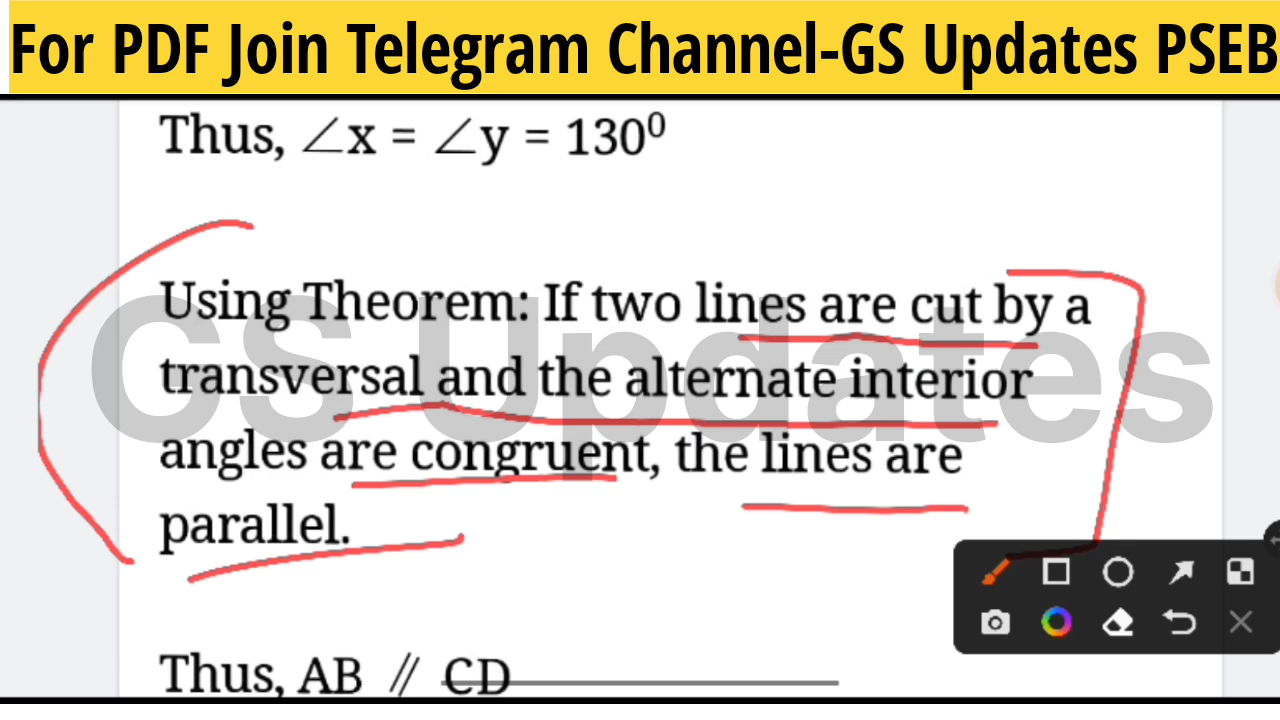 For PDF Join Telegram Channel-GS Updates PSEB
Thus, ∠x = ∠y = 130⁰
Using Theorem: If two lines are cut by a
transversal and the alternate interior
angles are congruent, the lines are
parallel.
GS Updates
Thus, AB // CD